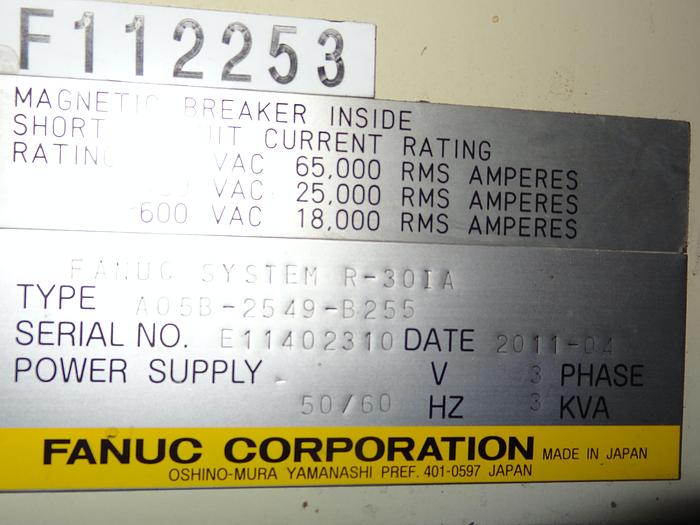 F112253
MAGNETIC BREAKER INSIDE
SHORT CURRENT RATING
VAC 65,000 RMS AMPERES
VAC 25,000 RMS AMPERES
600 VAC 18,000 RMS AMPERES
FANUC SYSTEM R-30IA
TYPE A05B-2549-B255
SERIAL NO. E11402310 DATE 2011-04
POWER SUPPLY V 3 PHASE
50/60 HZ 3 KVA
FANUC CORPORATION MADE IN JAPAN
OSHINO-MURA YAMANASHI PREF. 401-0597 JAPAN